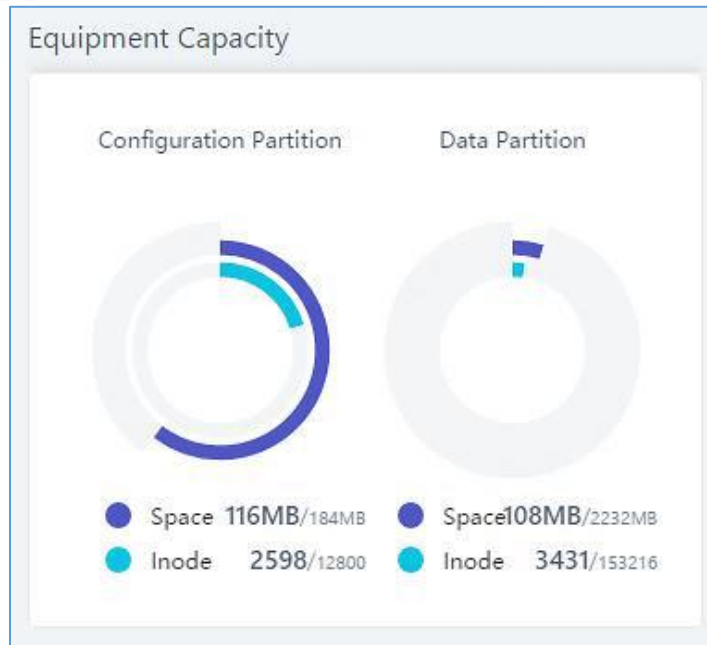 Equipment Capacity
Configuration Partition
Data Partition
Space 116MB/184MB
Inode 2598/12800
Space108MB/2232MB
Inode 3431/153216